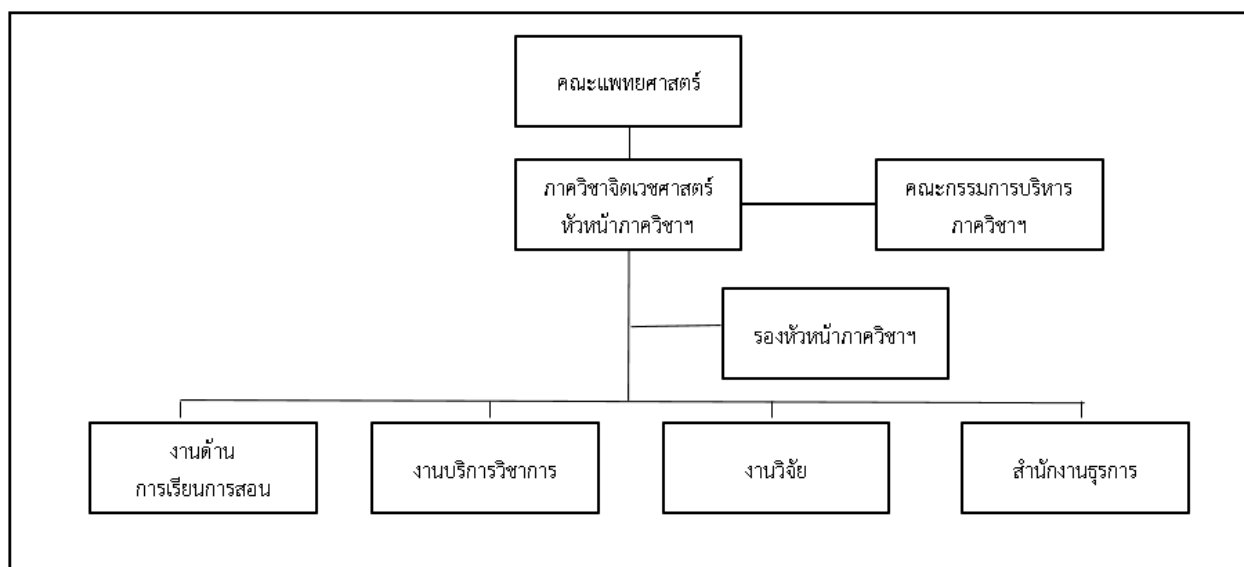 คณะแพทยศาสตร์
ภาควิชาจิตเวชศาสตร์
หัวหน้าภาควิชาฯ
คณะกรรมการบริหาร
ภาควิชาฯ
รองหัวหน้าภาควิชาฯ
งานด้าน
การเรียนการสอน
งานบริการวิชาการ
งานวิจัย
สำนักงานธุรการ